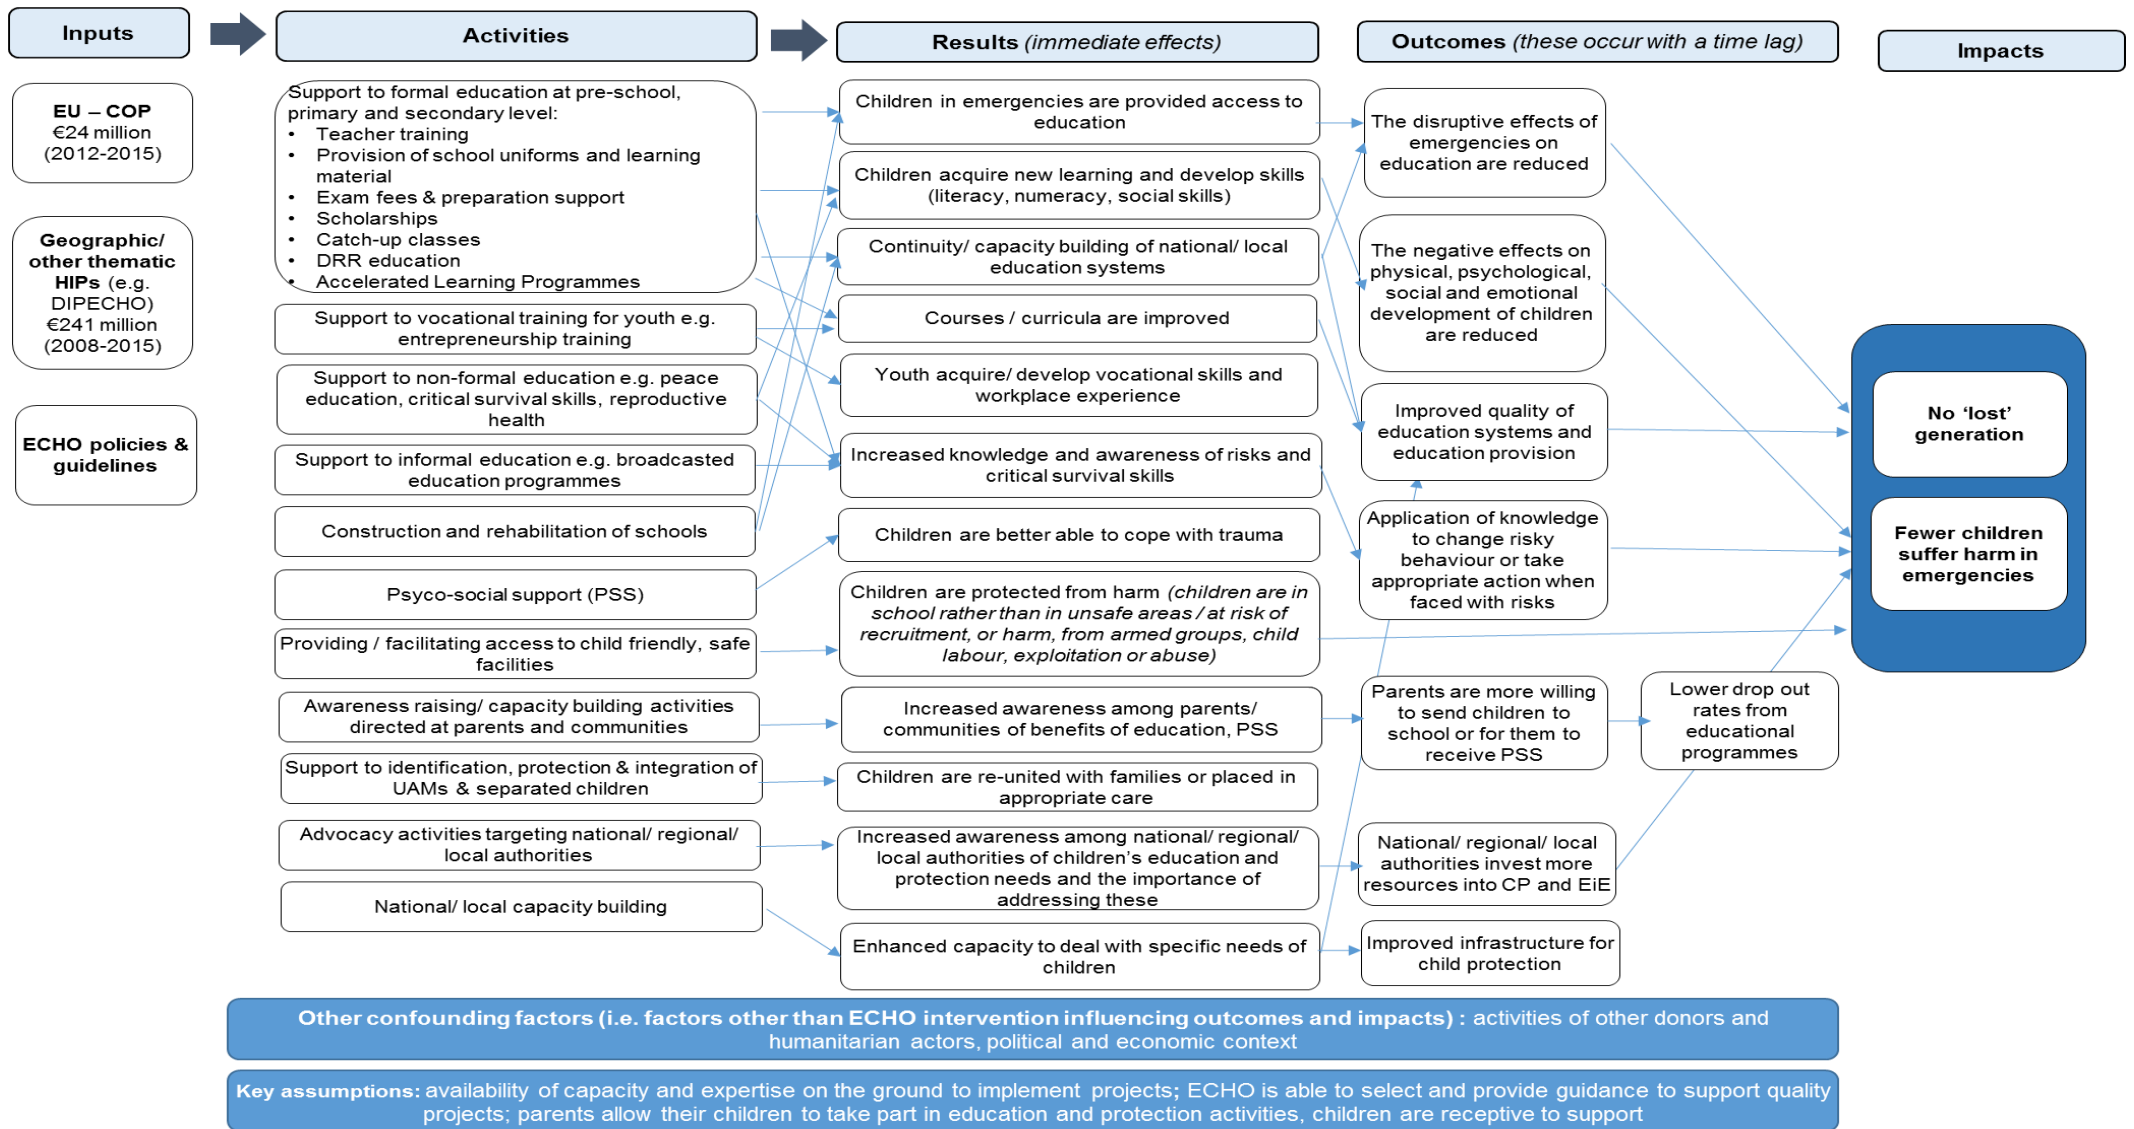 Inputs
Activities
Results (immediate effects)
Outcomes (these occur with a time lag)
Impacts
EU – COP
€24 million
(2012-2015)
Geographic/
other thematic
HIPs (e.g.
DIPECHO)
€241 million
(2008-2015)
ECHO policies &
guidelines
Support to formal education at pre-school,
primary and secondary level:
• Teacher training
• Provision of school uniforms and learning
material
• Exam fees & preparation support
• Scholarships
• Catch-up classes
• DRR education
• Accelerated Learning Programmes
Support to vocational training for youth e.g.
entrepreneurship training
Support to non-formal education e.g. peace
education, critical survival skills, reproductive
health
Support to informal education e.g. broadcasted
education programmes
Construction and rehabilitation of schools
Psyco-social support (PSS)
Providing / facilitating access to child friendly, safe
facilities
Awareness raising/ capacity building activities
directed at parents and communities
Support to identification, protection & integration of
UAMs & separated children
Advocacy activities targeting national/ regional/
local authorities
National/ local capacity building
Children in emergencies are provided access to
education
Children acquire new learning and develop skills
(literacy, numeracy, social skills)
Continuity/ capacity building of national/ local
education systems
Courses / curricula are improved
Youth acquire/ develop vocational skills and
workplace experience
Increased knowledge and awareness of risks and
critical survival skills
Children are better able to cope with trauma
Children are protected from harm (children are in
school rather than in unsafe areas / at risk of
recruitment, or harm, from armed groups, child
labour, exploitation or abuse)
Increased awareness among parents/
communities of benefits of education, PSS
Children are re-united with families or placed in
appropriate care
Increased awareness among national/ regional/
local authorities of children’s education and
protection needs and the importance of
addressing these
Enhanced capacity to deal with specific needs of
children
The disruptive effects of
emergencies on
education are reduced
The negative effects on
physical, psychological,
social and emotional
development of children
are reduced
Improved quality of
education systems and
education provision
Application of knowledge
to change risky
behaviour or take
appropriate action when
faced with risks
Parents are more willing
to send children to
school or for them to
receive PSS
Lower drop out
rates from
educational
programmes
National/ regional/ local
authorities invest more
resources into CP and EiE
Improved infrastructure for
child protection
No ‘lost’
generation
Fewer children
suffer harm in
emergencies
Other confounding factors (i.e. factors other than ECHO intervention influencing outcomes and impacts) : activities of other donors and
humanitarian actors, political and economic context
Key assumptions: availability of capacity and expertise on the ground to implement projects; ECHO is able to select and provide guidance to support quality
projects; parents allow their children to take part in education and protection activities, children are receptive to support